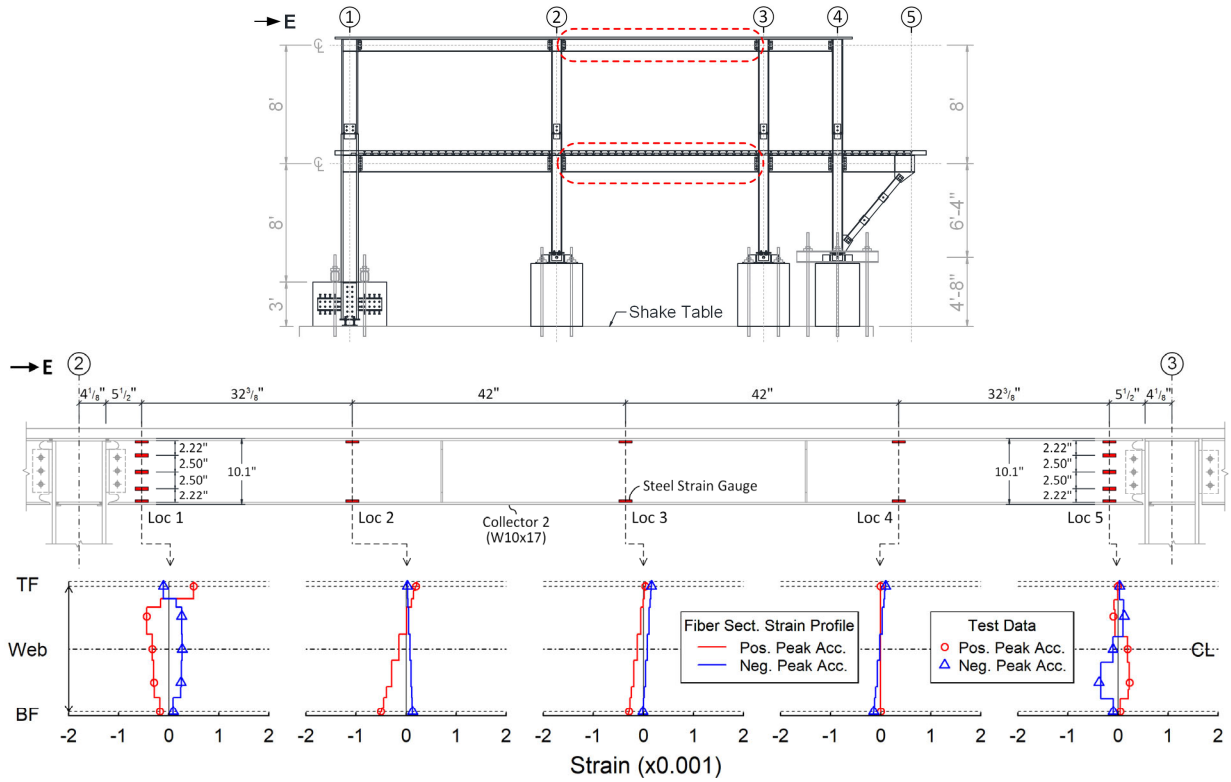 E ① ② ③ ④ ⑤
℄
8' 8'
℄
8' 6'-4"
3' 4'-8"
Shake Table
E ② ③
4 1/8" 5 1/2" 32 3/8" 42" 42" 32 3/8" 5 1/2" 4 1/8"
2.22" 2.22"
2.50" 10.1" 10.1" 2.50"
2.50" 2.50"
2.22" Steel Strain Gauge 2.22"
Loc 1 Loc 2 Loc 3 Loc 4 Loc 5
Collector 2
(W10x17)
TF
Fiber Sect. Strain Profile Test Data
Web Pos. Peak Acc. Pos. Peak Acc. CL
Neg. Peak Acc. Neg. Peak Acc.
BF
-2 -1 0 1 2 -2 -1 0 1 2 -2 -1 0 1 2 -2 -1 0 1 2 -2 -1 0 1 2
Strain (x0.001)